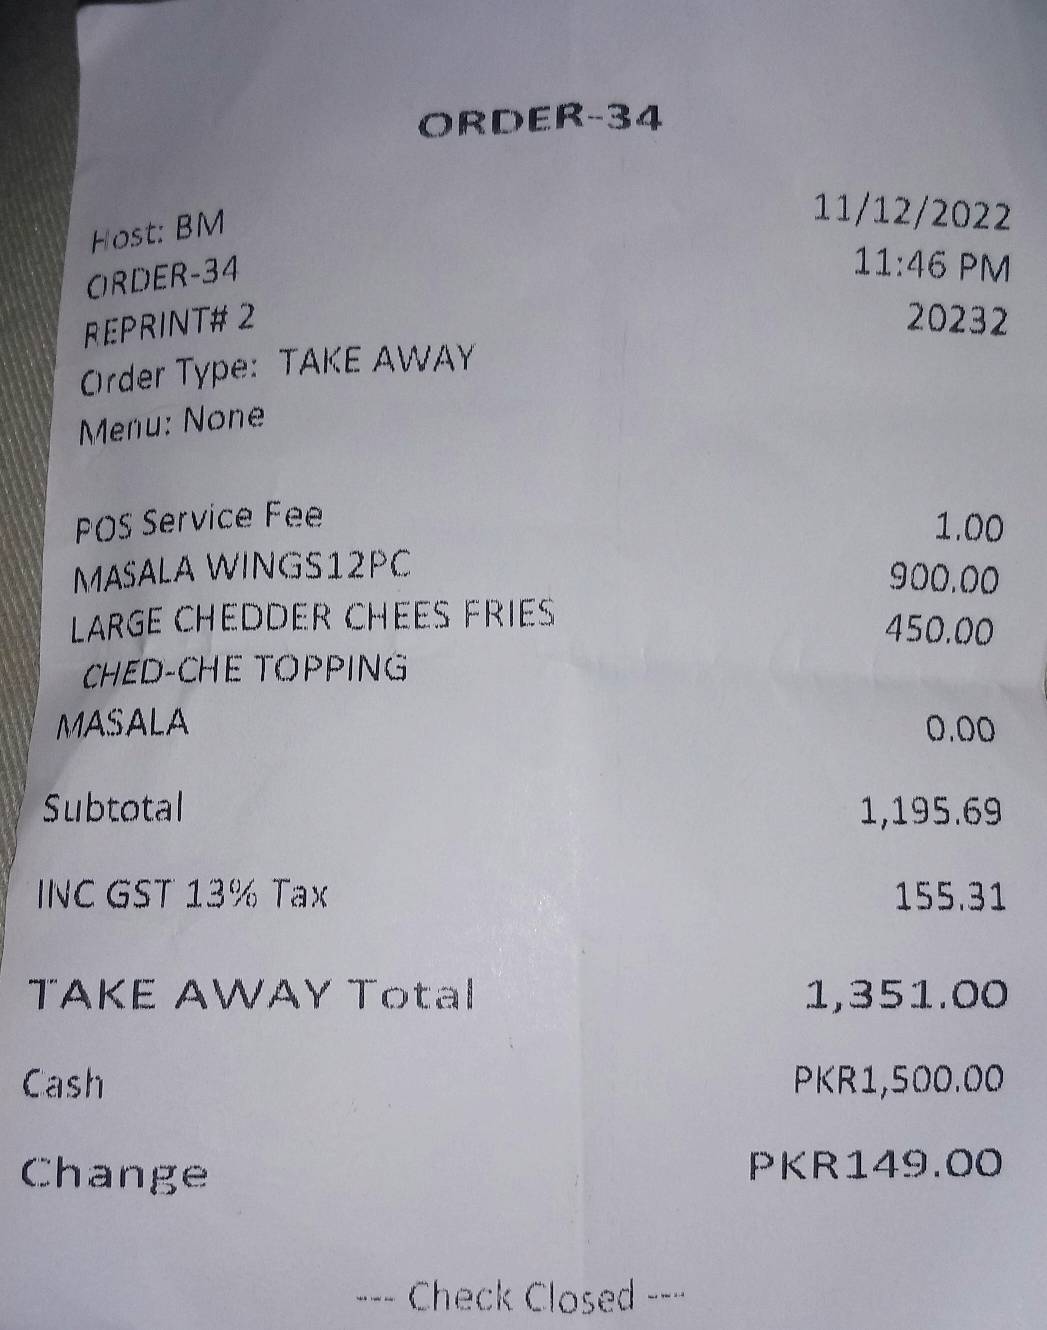 ORDER-34
Host: BM 11/12/2022
ORDER-34 11:46 PM
REPRINT# 2 20232
Order Type: TAKE AWAY
Menu: None
POS Service Fee 1.00
MASALA WINGS12PC 900.00
LARGE CHEDDER CHEES FRIES 450.00
CHED-CHE TOPPING
MASALA 0.00
Subtotal 1,195.69
INC GST 13% Tax 155.31
TAKE AWAY Total 1,351.00
Cash PKR1,500.00
Change PKR149.00
--- Check Closed ---